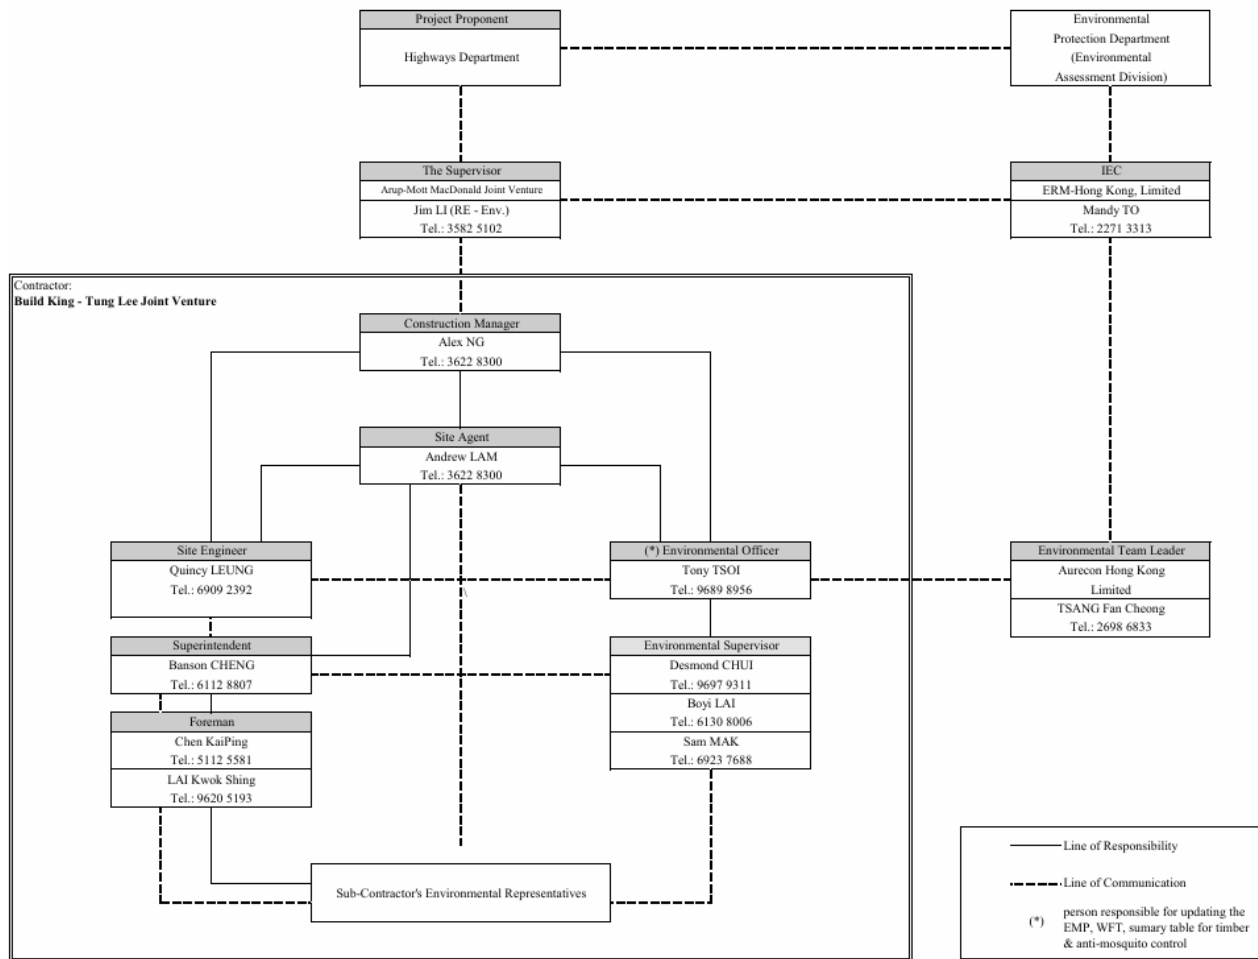 Project Proponent
Highways Department
Environmental
Protection Department
(Environmental
Assessment Division)
The Supervisor
Arup-Mott MacDonald Joint Venture
Jim LI (RE - Env.)
Tel.: 3582 5102
IEC
ERM-Hong Kong, Limited
Mandy TO
Tel.: 2271 3313
Contractor:
Build King - Tung Lee Joint Venture
Construction Manager
Alex NG
Tel.: 3622 8300
Site Agent
Andrew LAM
Tel.: 3622 8300
Site Engineer
Quincy LEUNG
Tel.: 6909 2392
\
(*) Environmental Officer
Tony TSOI
Tel.: 9689 8956
Environmental Team Leader
Aurecon Hong Kong
Limited
TSANG Fan Cheong
Tel.: 2698 6833
Superintendent
Banson CHENG
Tel.: 6112 8807
Environmental Supervisor
Desmond CHUI
Tel.: 9697 9311
Boyi LAI
Tel.: 6130 8006
Sam MAK
Tel.: 6923 7688
Foreman
Chen KaiPing
Tel.: 5112 5581
LAI Kwok Shing
Tel.: 9620 5193
Sub-Contractor's Environmental Representatives
Line of Responsibility
Line of Communication
(*) person responsible for updating the
EMP, WFT, sumary table for timber
& anti-mosquito control